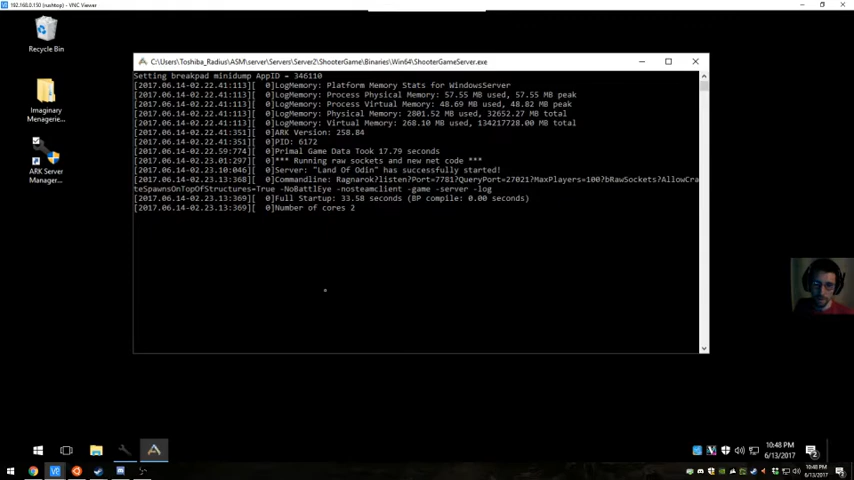 192.168.0.150 (rushtop) - VNC Viewer
Recycle Bin
Imaginary
Menagerie...
ARK Server
Manager...
C:\Users\Toshiba_Radius\ASM\server\Servers\Server2\ShooterGame\Binaries\Win64\ShooterGameServer.exe
Setting breakpad minidump AppID = 346110
[2017.06.14-02.22.41:113][  0]LogMemory: Platform Memory Stats for WindowsServer
[2017.06.14-02.22.41:113][  0]LogMemory: Process Physical Memory: 57.55 MB used, 57.55 MB peak
[2017.06.14-02.22.41:113][  0]LogMemory: Process Virtual Memory: 48.69 MB used, 48.82 MB peak
[2017.06.14-02.22.41:113][  0]LogMemory: Physical Memory: 2801.52 MB used, 32652.27 MB total
[2017.06.14-02.22.41:113][  0]LogMemory: Virtual Memory: 268.10 MB used, 134217728.00 MB total
[2017.06.14-02.22.41:351][  0]ARK Version: 258.84
[2017.06.14-02.22.41:351][  0]PID: 6172
[2017.06.14-02.22.59:774][  0]Primal Game Data Took 17.79 seconds
[2017.06.14-02.23.01:297][  0]*** Running raw sockets and new net code ***
[2017.06.14-02.23.10:046][  0]Server: "Land Of Odin" has successfully started!
[2017.06.14-02.23.13:368][  0]Commandline: Ragnarok?listen?Port=7781?QueryPort=27021?MaxPlayers=100?bRawSockets?AllowCra
teSpawnsOnTopOfStructures=True -NoBattlEye -nosteamclient -game -server -log
[2017.06.14-02.23.13:369][  0]Full Startup: 33.58 seconds (BP compile: 0.00 seconds)
[2017.06.14-02.23.13:369][  0]Number of cores 2
10:48 PM
6/13/2017
10:48 PM
6/13/2017